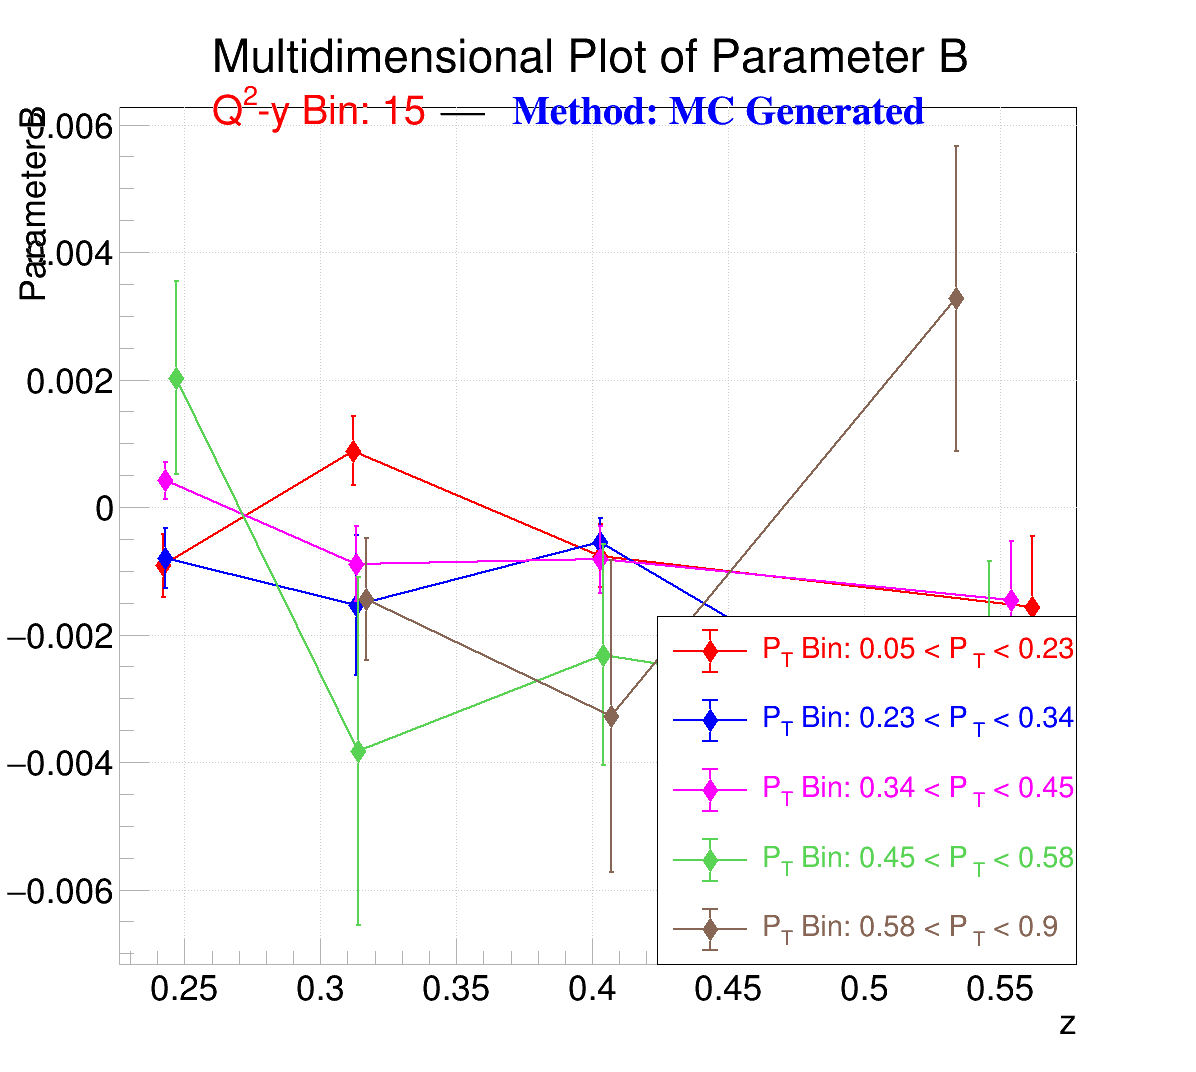 Multidimensional Plot of Parameter B
Q²-y Bin: 15 — Method: MC Generated
Parameter B
0.006
0.004
0.002
0
−0.002
−0.004
−0.006
P_T Bin: 0.05 < P_T < 0.23
P_T Bin: 0.23 < P_T < 0.34
P_T Bin: 0.34 < P_T < 0.45
P_T Bin: 0.45 < P_T < 0.58
P_T Bin: 0.58 < P_T < 0.9
0.25 0.3 0.35 0.4 0.45 0.5 0.55
z